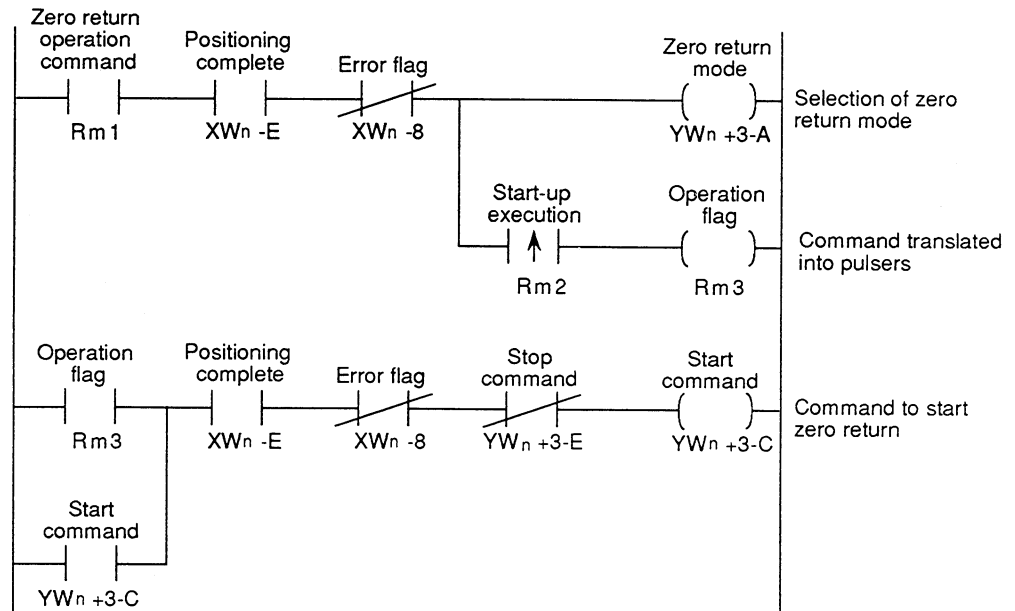 Zero return
operation
command
Positioning
complete
Error flag
Zero return
mode
Rm1
XWn -E
XWn -8
YWn +3-A
Selection of zero
return mode
Start-up
execution
Operation
flag
Rm2
Rm3
Command translated
into pulsers
Operation
flag
Positioning
complete
Error flag
Stop
command
Start
command
Rm3
XWn -E
XWn -8
YWn +3-E
YWn +3-C
Command to start
zero return
Start
command
YWn +3-C